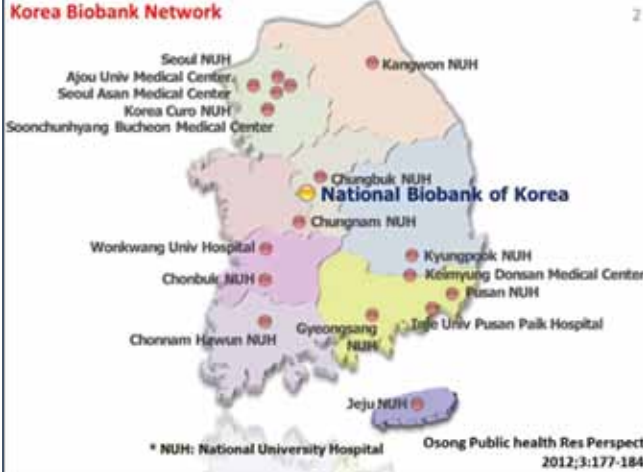 Korea Biobank Network
2
Seoul NUH
Kangwon NUH
Ajou Univ Medical Center
Seoul Asan Medical Center
Korea Curo NUH
Soonchunhyang Bucheon Medical Center
Chungbuk NUH
National Biobank of Korea
Chungnam NUH
Wonkwang Univ Hospital
Kyungpook NUH
Chonbuk NUH
Keimyung Donsan Medical Center
Pusan NUH
Inje Univ Pusan Paik Hospital
Gyeongsang
NUH
Chonnam Hawun NUH
Jeju NUH
* NUH: National University Hospital
Osong Public health Res Perspect
2012;3:177-184